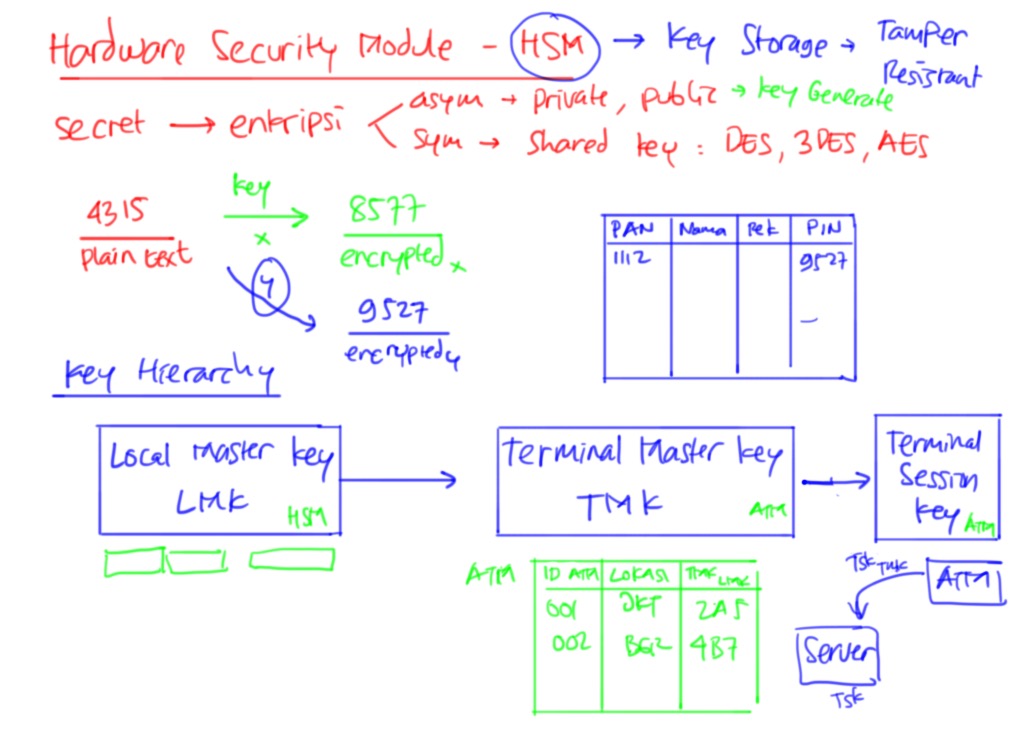 Hardware Security Module - HSM → Key Storage → Tamper Resistant
secret → enkripsi
asym → private, public → Key Generate
sym → Shared key : DES, 3DES, AES
4315
plain text
key
x
8577
encrypted x
y
9527
encrypted y
PAN Nama Rek PIN
1112 9527
Key Hierarchy
Local Master Key
LMK
HSM
Terminal Master Key
TMK
ATM
Terminal
Session
Key ATM
ATM
ID ATM LOKASI TMK LMK
001 JKT 2A5
002 BGR 4B7
TSK TMK
ATM
Server
TSK